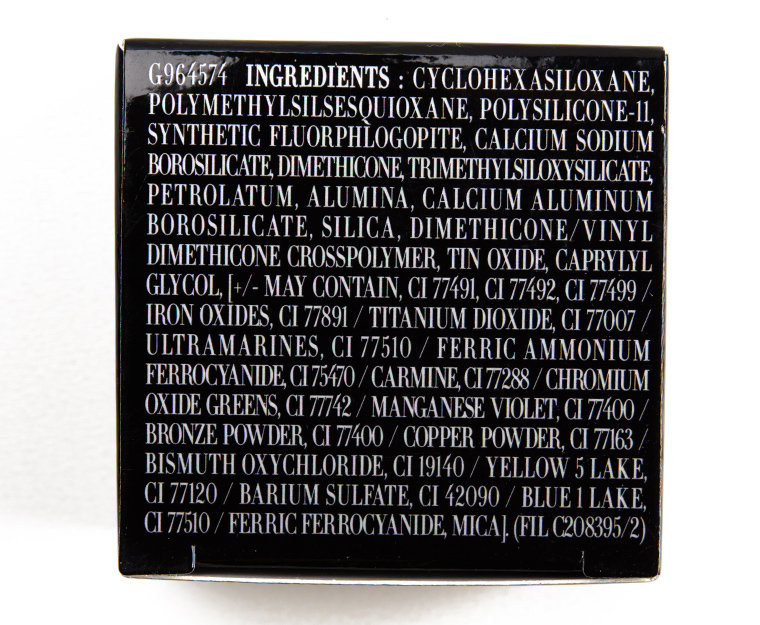 G964574 INGREDIENTS : CYCLOHEXASILOXANE,
POLYMETHYLSILSESQUIOXANE, POLYSILICONE-11,
SYNTHETIC FLUORPHLOGOPITE, CALCIUM SODIUM
BOROSILICATE, DIMETHICONE, TRIMETHYLSILOXYSILICATE,
PETROLATUM, ALUMINA, CALCIUM ALUMINUM
BOROSILICATE, SILICA, DIMETHICONE/VINYL
DIMETHICONE CROSSPOLYMER, TIN OXIDE, CAPRYLYL
GLYCOL, [+/- MAY CONTAIN, CI 77491, CI 77492, CI 77499 /
IRON OXIDES, CI 77891 / TITANIUM DIOXIDE, CI 77007 /
ULTRAMARINES, CI 77510 / FERRIC AMMONIUM
FERROCYANIDE, CI 75470 / CARMINE, CI 77288 / CHROMIUM
OXIDE GREENS, CI 77742 / MANGANESE VIOLET, CI 77400 /
BRONZE POWDER, CI 77400 / COPPER POWDER, CI 77163 /
BISMUTH OXYCHLORIDE, CI 19140 / YELLOW 5 LAKE,
CI 77120 / BARIUM SULFATE, CI 42090 / BLUE 1 LAKE,
CI 77510 / FERRIC FERROCYANIDE, MICA]. (FIL C208395/2)